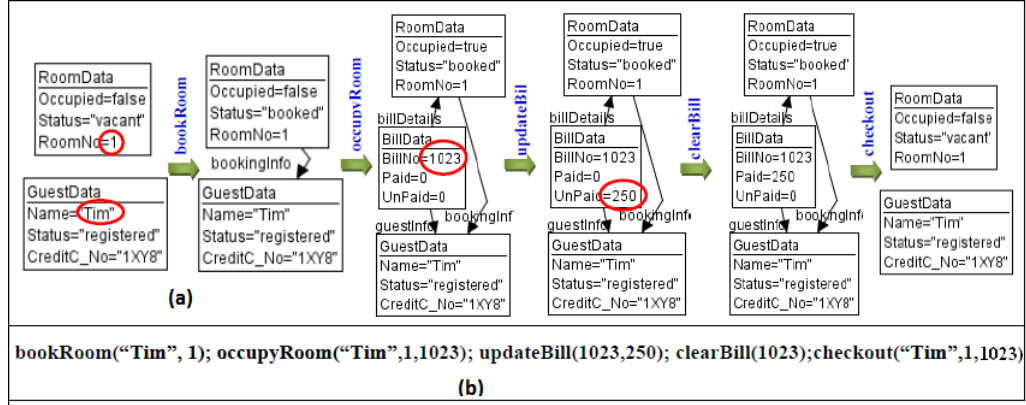 RoomData
Occupied=false
Status="vacant"
RoomNo=1
GuestData
Name="Tim"
Status="registered"
CreditC_No="1XY8"
(a)
bookRoom
RoomData
Occupied=false
Status="booked"
RoomNo=1
bookingInfo
GuestData
Name="Tim"
Status="registered"
CreditC_No="1XY8"
occupyRoom
RoomData
Occupied=true
Status="booked"
RoomNo=1
billDetails
BillData
BillNo=1023
Paid=0
UnPaid=0
bookingInf
guestInfo
GuestData
Name="Tim"
Status="registered"
CreditC_No="1XY8"
updateBil
RoomData
Occupied=true
Status="booked"
RoomNo=1
billDetails
BillData
BillNo=1023
Paid=0
UnPaid=250
bookingInf
guestInfo
GuestData
Name="Tim"
Status="registered"
CreditC_No="1XY8"
clearBill
RoomData
Occupied=true
Status="booked"
RoomNo=1
billDetails
BillData
BillNo=1023
Paid=250
UnPaid=0
bookingInf
guestInfo
GuestData
Name="Tim"
Status="registered"
CreditC_No="1XY8"
checkout
RoomData
Occupied=false
Status="vacant"
RoomNo=1
GuestData
Name="Tim"
Status="registered"
CreditC_No="1XY8"
bookRoom(“Tim”, 1); occupyRoom(“Tim”,1,1023); updateBill(1023,250); clearBill(1023);checkout(“Tim”,1,1023)
(b)